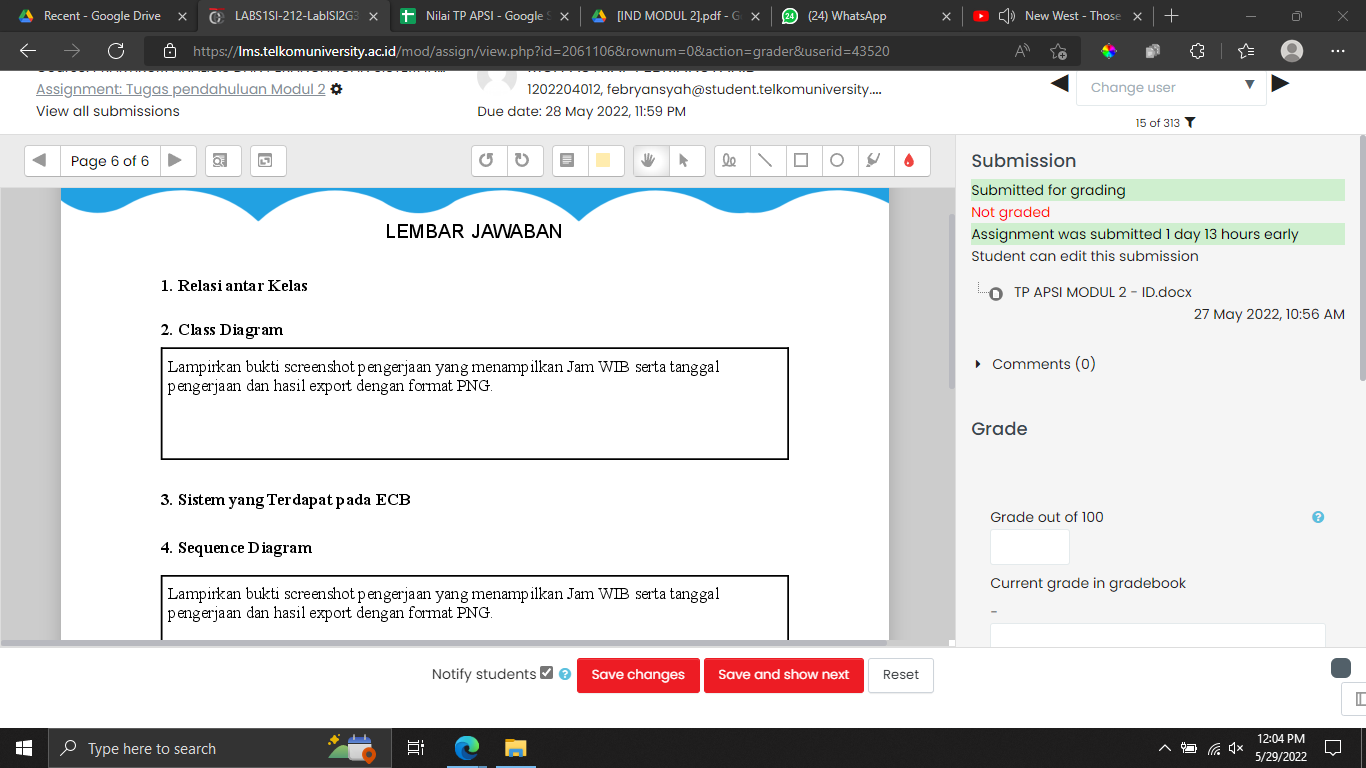 Recent - Google Drive
LABS1SI-212-LabISI2G3
Nilai TP APSI - Google S
[IND MODUL 2].pdf - G
(24) WhatsApp
New West - Those
https://lms.telkomuniversity.ac.id/mod/assign/view.php?id=2061106&rownum=0&action=grader&userid=43520
Assignment: Tugas pendahuluan Modul 2
View all submissions
1202204012, febryansyah@student.telkomuniversity....
Due date: 28 May 2022, 11:59 PM
Change user
15 of 313
Page 6 of 6
LEMBAR JAWABAN
1. Relasi antar Kelas
2. Class Diagram
Lampirkan bukti screenshot pengerjaan yang menampilkan Jam WIB serta tanggal
pengerjaan dan hasil export dengan format PNG.
3. Sistem yang Terdapat pada ECB
4. Sequence Diagram
Lampirkan bukti screenshot pengerjaan yang menampilkan Jam WIB serta tanggal
pengerjaan dan hasil export dengan format PNG.
Submission
Submitted for grading
Not graded
Assignment was submitted 1 day 13 hours early
Student can edit this submission
TP APSI MODUL 2 - ID.docx
27 May 2022, 10:56 AM
Comments (0)
Grade
Grade out of 100
Current grade in gradebook
-
Notify students
Save changes
Save and show next
Reset
Type here to search
12:04 PM
5/29/2022